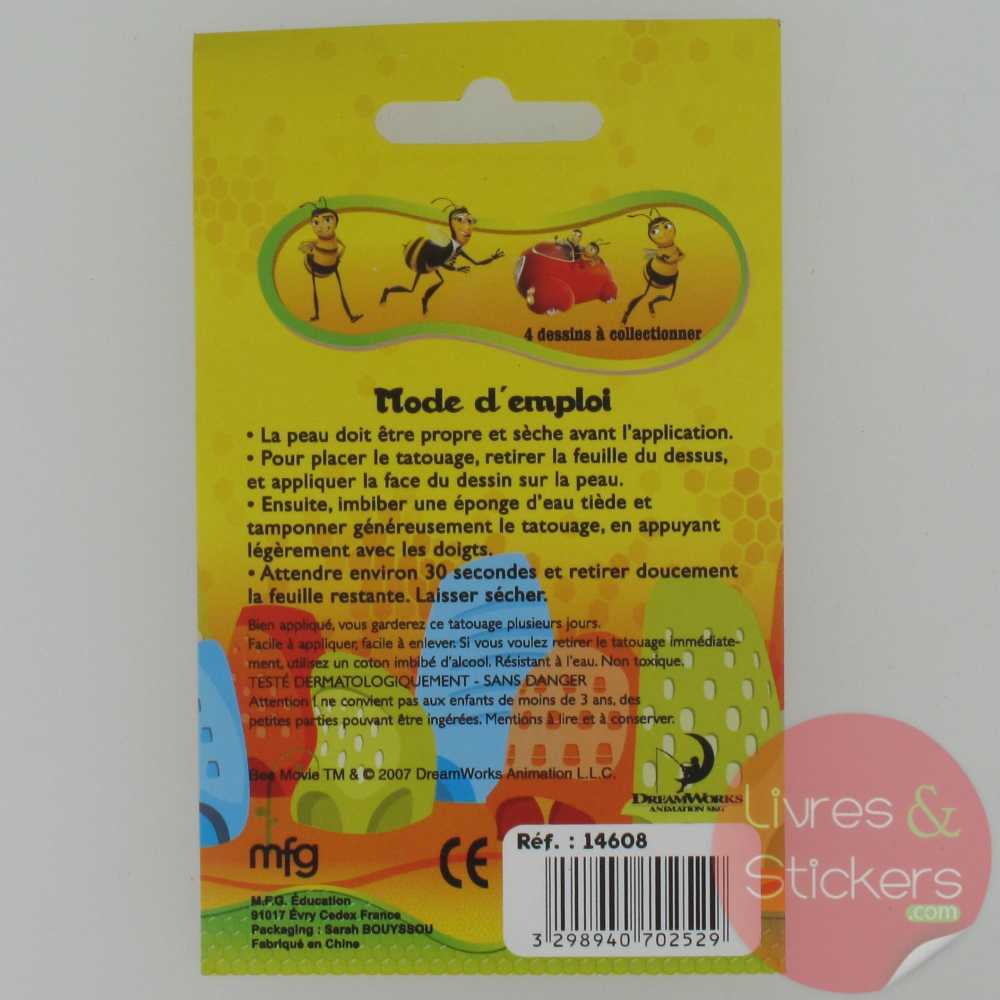 4 dessins à collectionner
Mode d'emploi
• La peau doit être propre et sèche avant l'application.
• Pour placer le tatouage, retirer la feuille du dessus,
et appliquer la face du dessin sur la peau.
• Ensuite, imbiber une éponge d'eau tiède et
tamponner généreusement le tatouage, en appuyant
légèrement avec les doigts.
• Attendre environ 30 secondes et retirer doucement
la feuille restante. Laisser sécher.
Bien appliqué, vous garderez ce tatouage plusieurs jours.
Facile à appliquer, facile à enlever. Si vous voulez retirer le tatouage immédiate-
ment, utilisez un coton imbibé d'alcool. Résistant à l'eau. Non toxique.
TESTÉ DERMATOLOGIQUEMENT - SANS DANGER
Attention ! ne convient pas aux enfants de moins de 3 ans, des
petites parties pouvant être ingérées. Mentions à lire et à conserver.
Bee Movie TM & © 2007 DreamWorks Animation L.L.C.
DREAMWORKS
ANIMATION SKG
Livres &
Stickers
.com
mfg
CE
Réf. : 14608
M.F.G. Éducation
91017 Évry Cedex France
Packaging : Sarah BOUYSSOU
Fabriqué en Chine
3 298940 702529